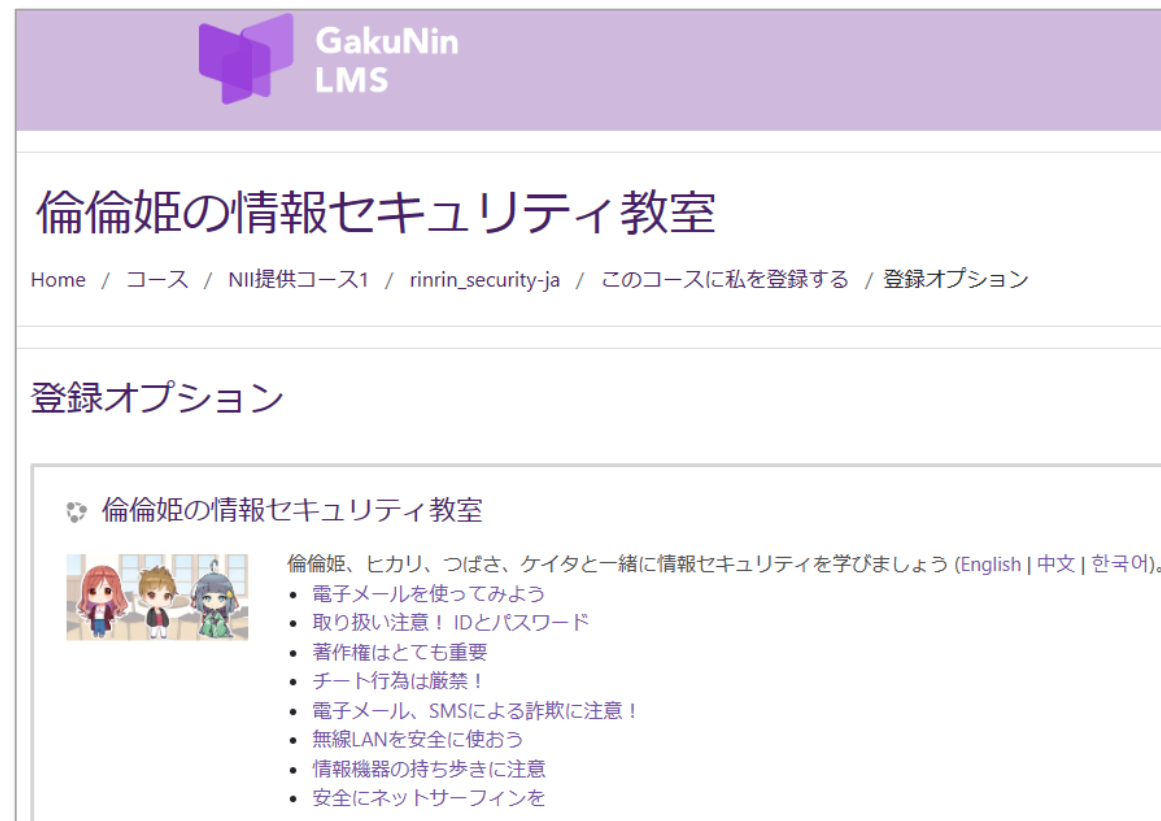 GakuNin
LMS
倫倫姫の情報セキュリティ教室
Home / コース / NII提供コース1 / rinrin_security-ja / このコースに私を登録する / 登録オプション
登録オプション
倫倫姫の情報セキュリティ教室
倫倫姫、ヒカリ、つばさ、ケイタと一緒に情報セキュリティを学びましょう (English | 中文 | 한국어)。
• 電子メールを使ってみよう
• 取り扱い注意！ IDとパスワード
• 著作権はとても重要
• チート行為は厳禁！
• 電子メール、SMSによる詐欺に注意！
• 無線LANを安全に使おう
• 情報機器の持ち歩きに注意
• 安全にネットサーフィンを